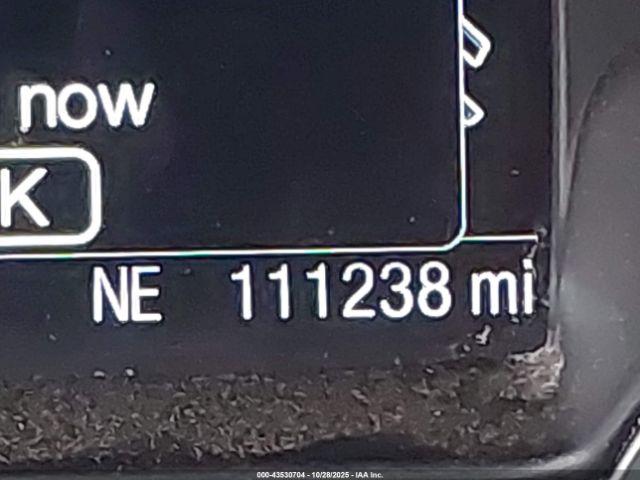 now
K
NE 111238 mi
000-43530704 - 10/28/2025 - IAA Inc.